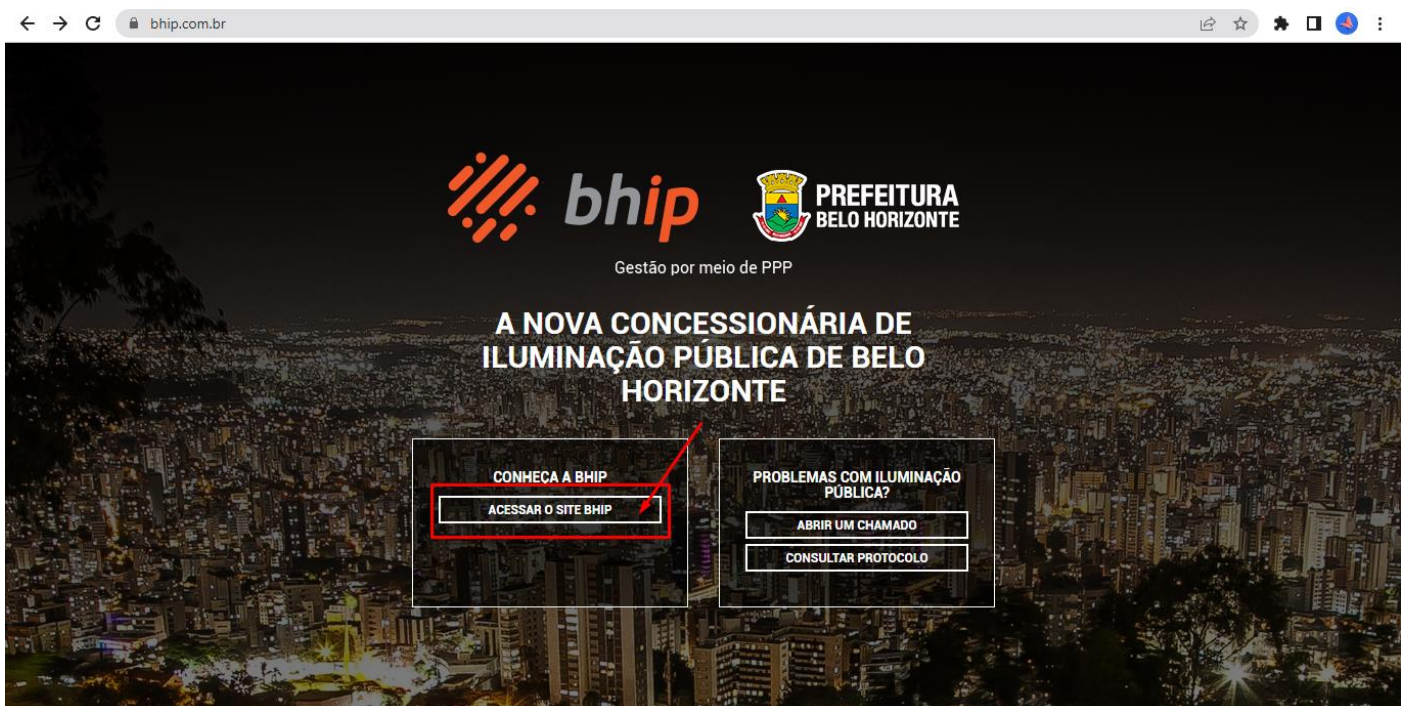 bhip.com.br
bhip
PREFEITURA
BELO HORIZONTE
Gestão por meio de PPP
A NOVA CONCESSIONÁRIA DE
ILUMINAÇÃO PÚBLICA DE BELO
HORIZONTE
CONHEÇA A BHIP
ACESSAR O SITE BHIP
PROBLEMAS COM ILUMINAÇÃO
PÚBLICA?
ABRIR UM CHAMADO
CONSULTAR PROTOCOLO